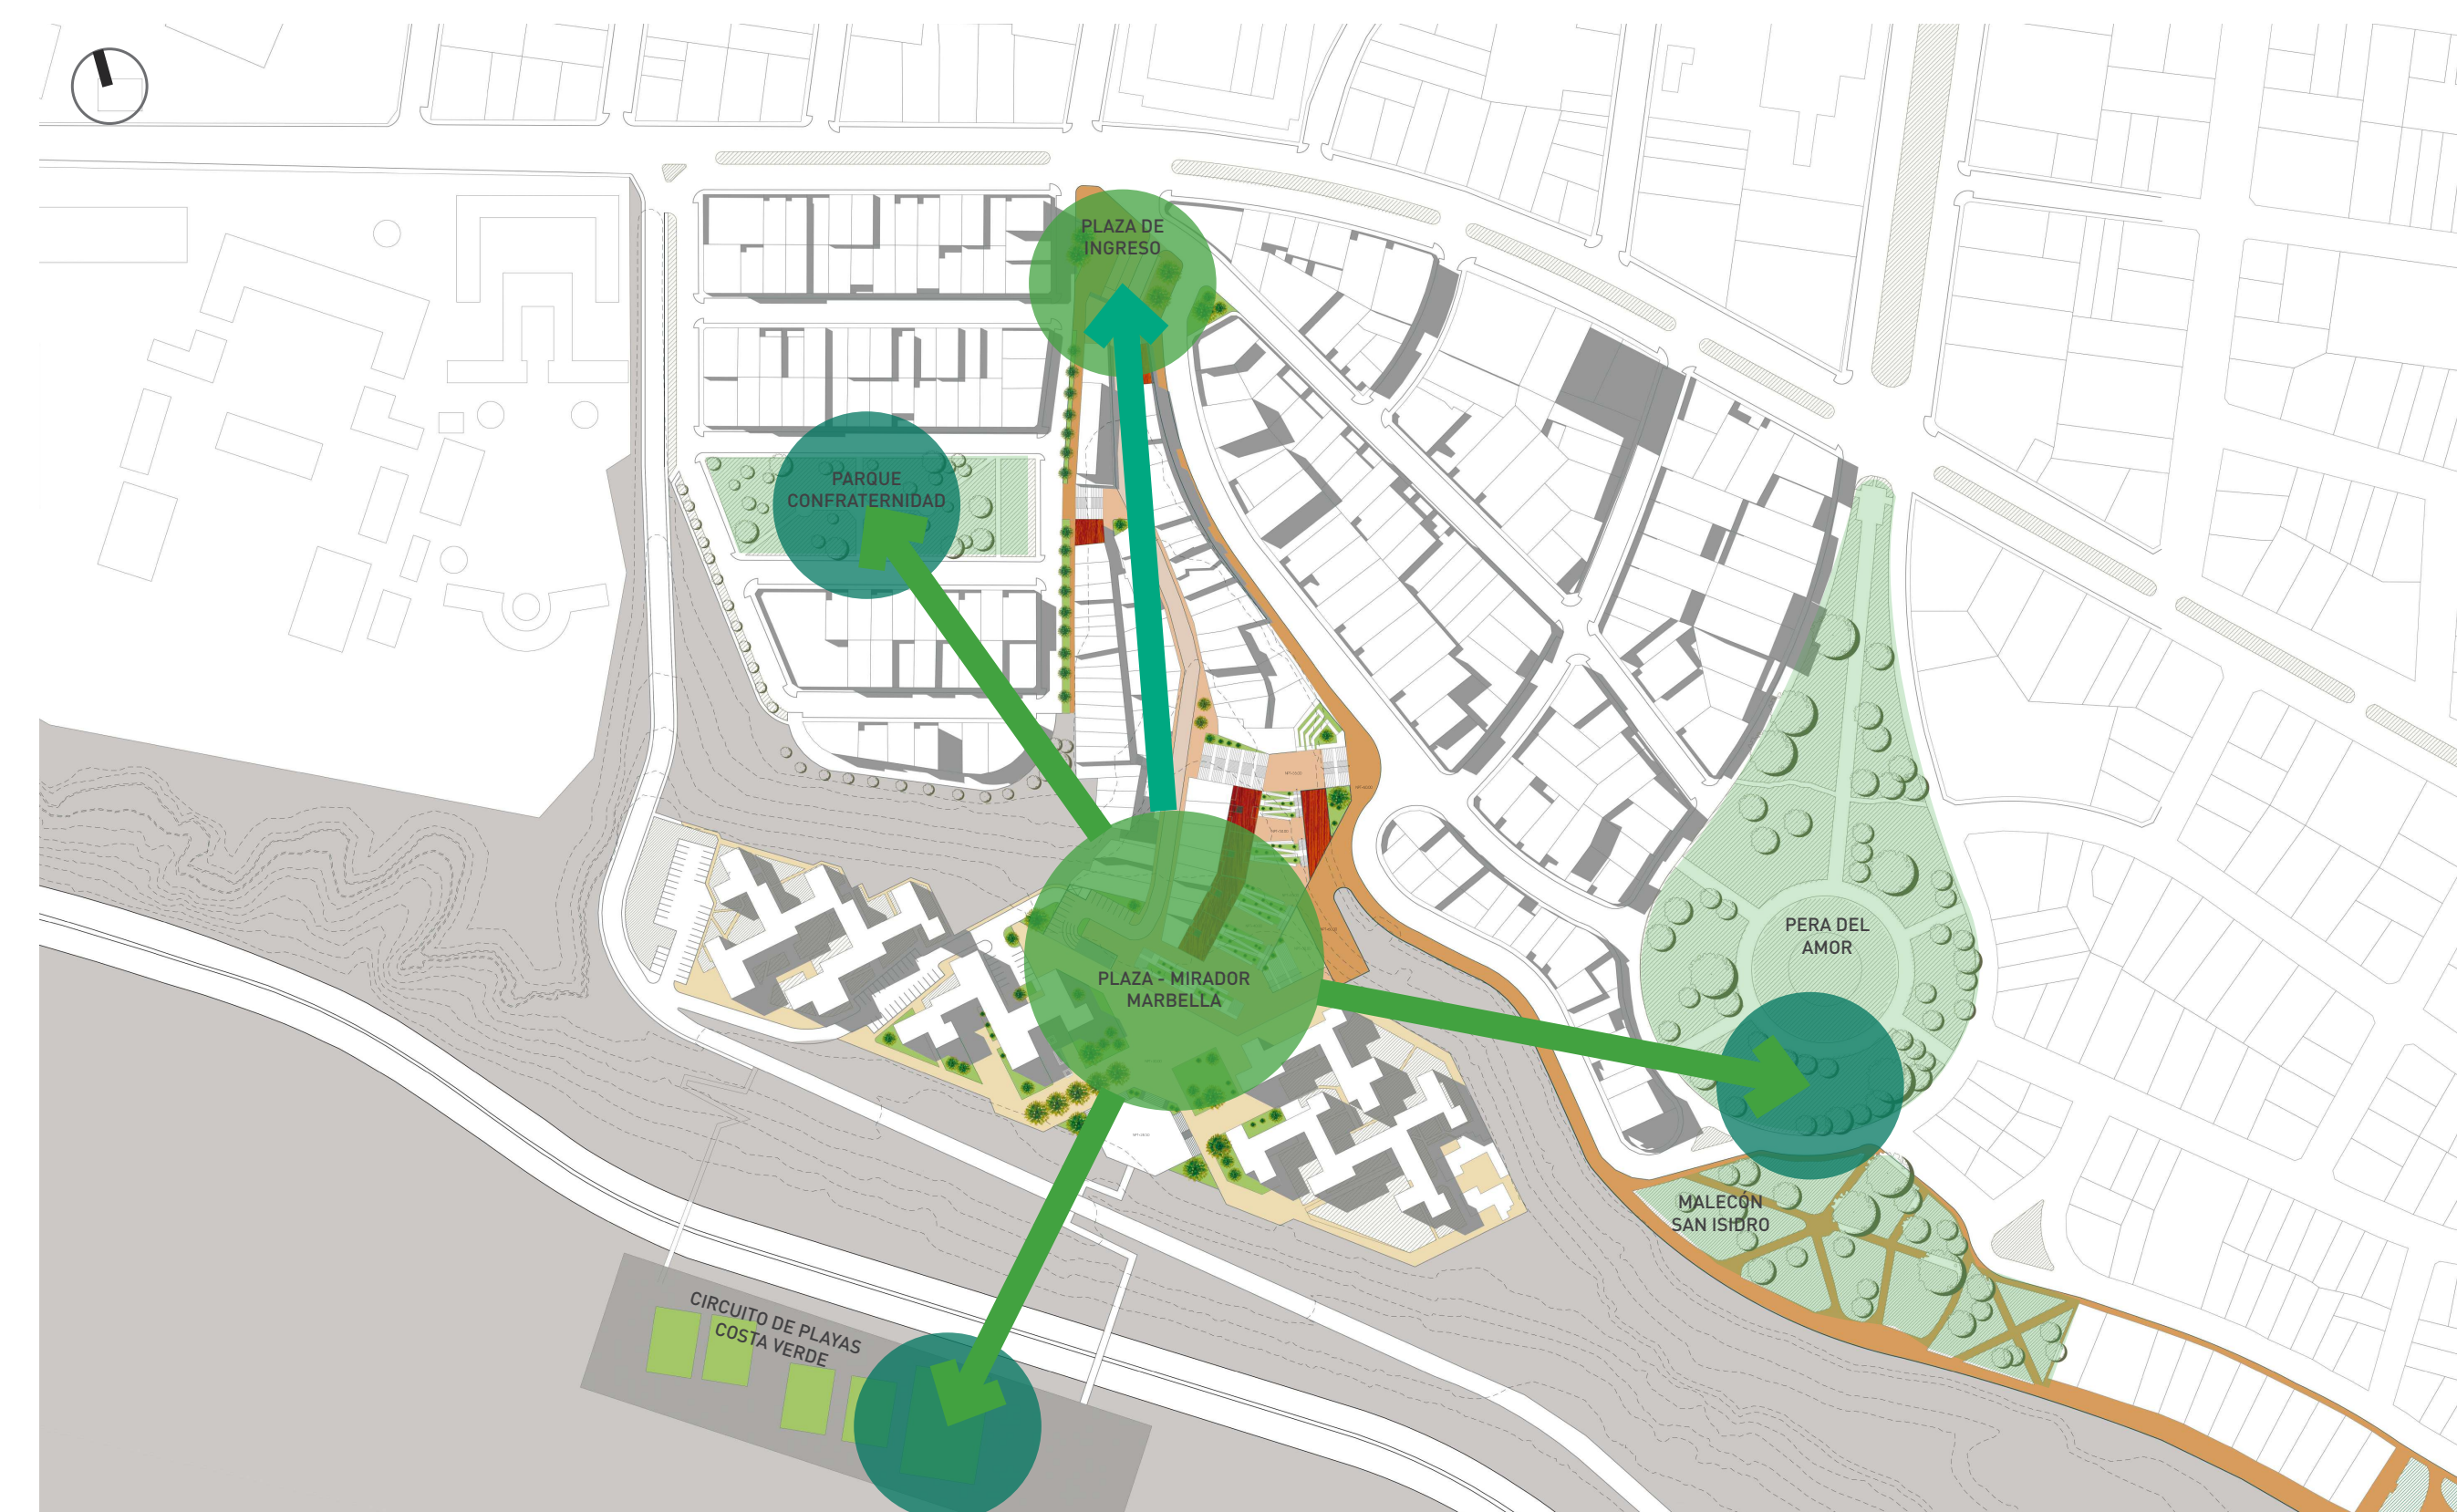 PLAZA DE
INGRESO
PARQUE
CONFRATERNIDAD
PERA DEL
AMOR
PLAZA - MIRADOR
MARBELLA
MALECÓN
SAN ISIDRO
CIRCUITO DE PLAYAS
COSTA VERDE